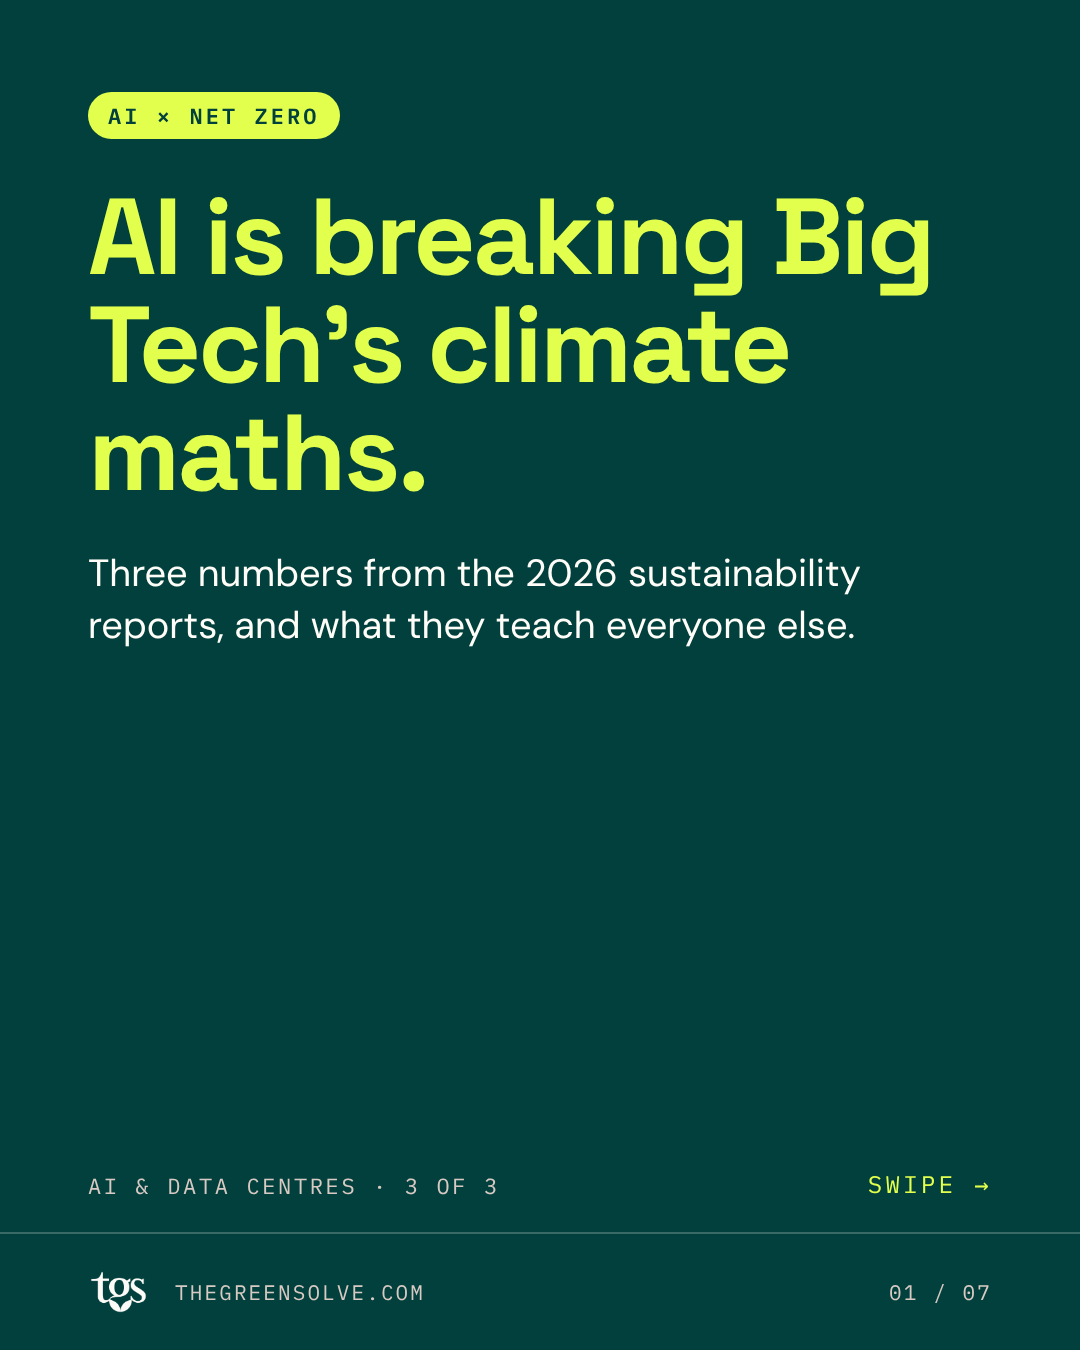 AI × NET ZERO
AI is breaking Big
Tech’s climate
maths.
Three numbers from the 2026 sustainability
reports, and what they teach everyone else.
AI & DATA CENTRES · 3 OF 3
SWIPE →
tgs
THEGREENSOLVE.COM
01 / 07